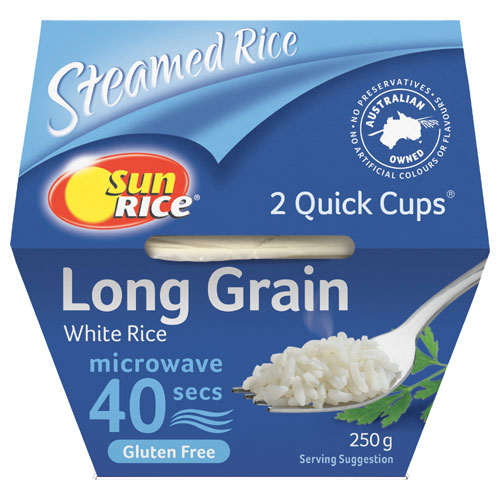 Steamed Rice
• NO PRESERVATIVES •
NO ARTIFICIAL COLOURS OR FLAVOURS
AUSTRALIAN
OWNED
Sun
RICE®
2 Quick Cups®
Long Grain
White Rice
microwave
40 secs
Gluten Free
250g
Serving Suggestion